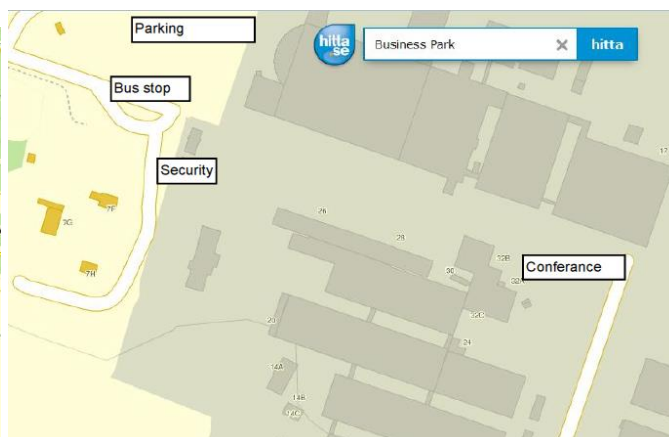 Parking
hitta
se
Business Park
hitta
Bus stop
17
Security
7F
7G
26
28
32B
Conferance
30
7H
32A
32C
20
24
14A
14B
14C